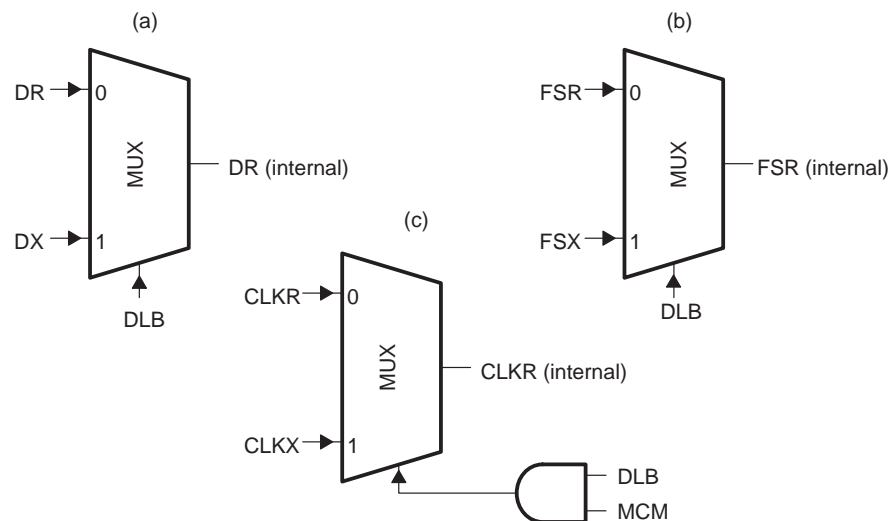 (a)
DR
0
MUX
DR (internal)
DX
1
DLB
(b)
FSR
0
MUX
FSR (internal)
FSX
1
DLB
(c)
CLKR
0
MUX
CLKR (internal)
CLKX
1
DLB
MCM